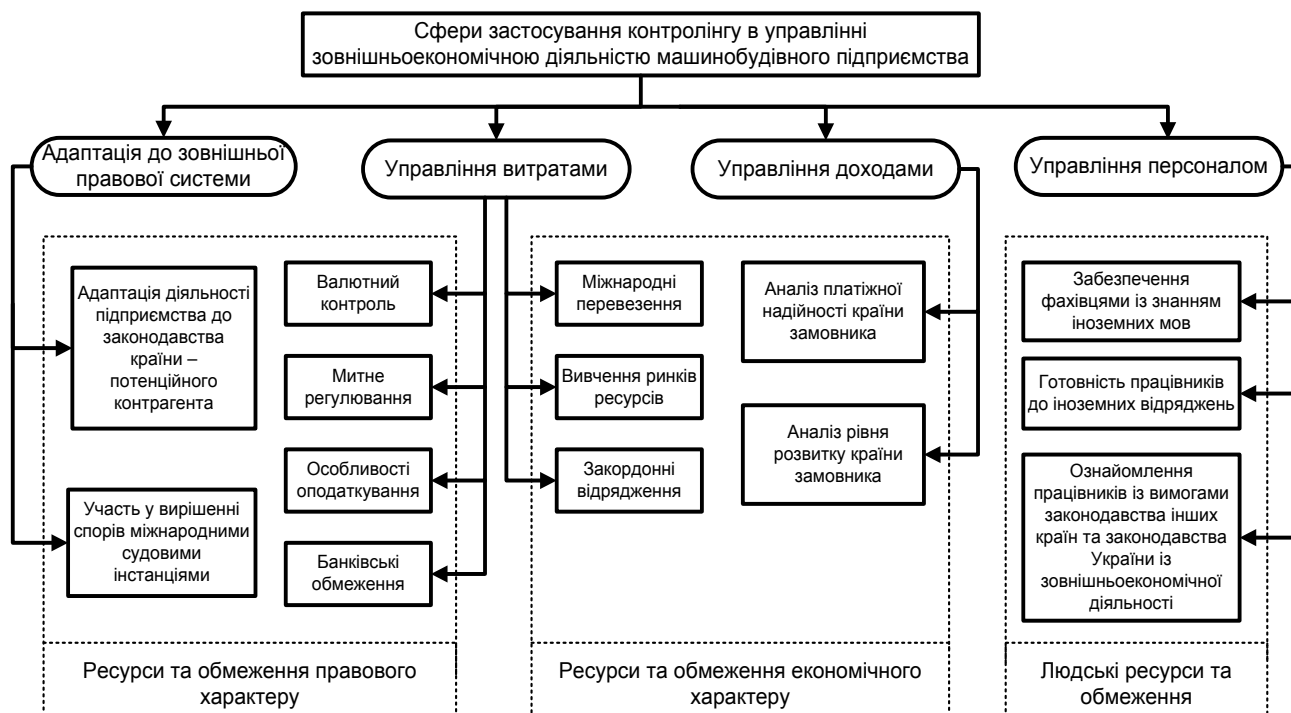 Сфери застосування контролінгу в управлінні
зовнішньоекономічною діяльністю машинобудівного підприємства
Адаптація до зовнішньої
правової системи
Управління витратами
Управління доходами
Управління персоналом
Адаптація діяльності
підприємства до
законодавства
країни –
потенційного
контрагента
Участь у вирішенні
спорів міжнародними
судовими
інстанціями
Валютний
контроль
Митне
регулювання
Особливості
оподаткування
Банківські
обмеження
Міжнародні
перевезення
Вивчення ринків
ресурсів
Закордонні
відрядження
Аналіз платіжної
надійності країни
замовника
Аналіз рівня
розвитку країни
замовника
Забезпечення
фахівцями із знанням
іноземних мов
Готовність працівників
до іноземних відряджень
Ознайомлення
працівників із вимогами
законодавства інших
країн та законодавства
України із
зовнішньоекономічної
діяльності
Ресурси та обмеження правового
характеру
Ресурси та обмеження економічного
характеру
Людські ресурси та
обмеження